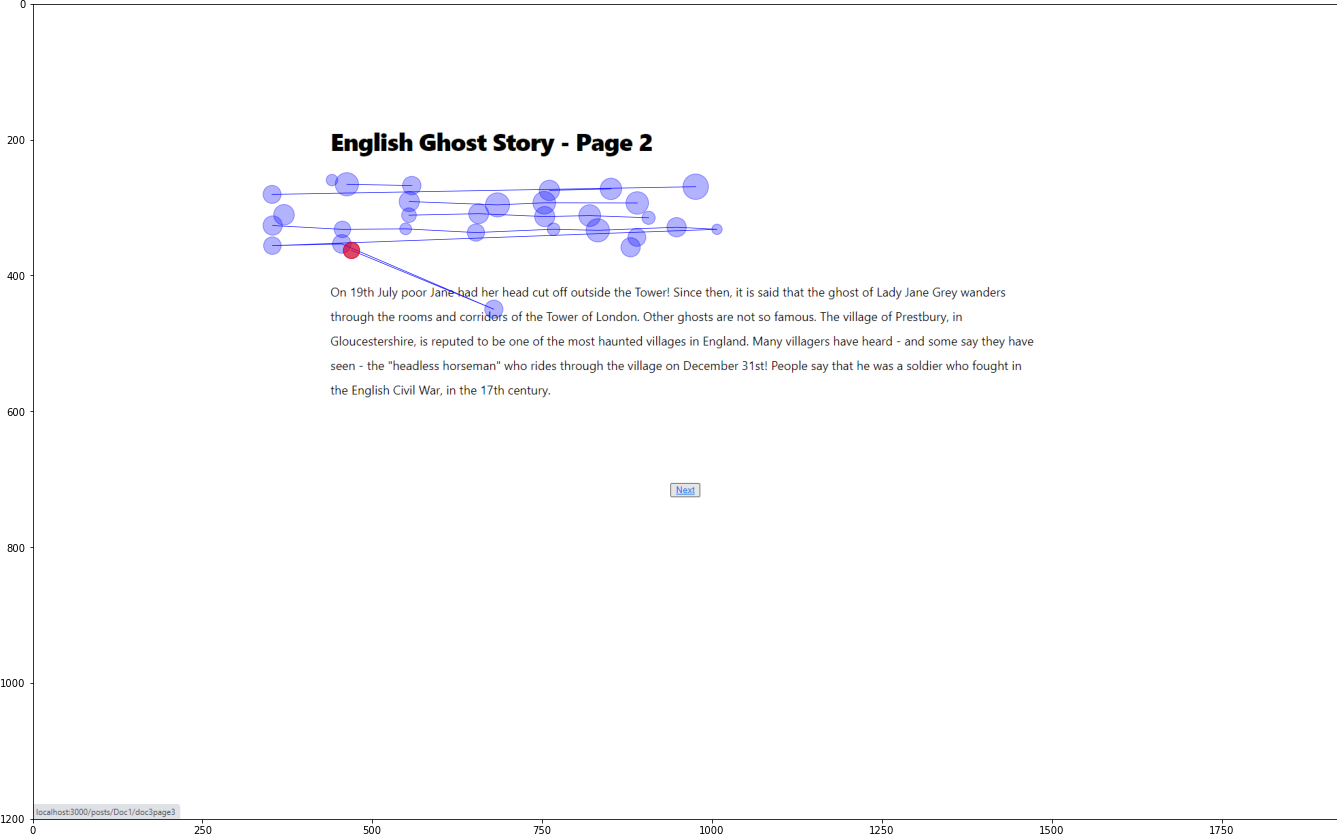 0
200
English Ghost Story - Page 2
400
On 19th July poor Jane had her head cut off outside the Tower! Since then, it is said that the ghost of Lady Jane Grey wanders
through the rooms and corridors of the Tower of London. Other ghosts are not so famous. The village of Prestbury, in
Gloucestershire, is reputed to be one of the most haunted villages in England. Many villagers have heard - and some say they have
seen - the "headless horseman" who rides through the village on December 31st! People say that he was a soldier who fought in
the English Civil War, in the 17th century.
600
Next
800
1000
localhost:3000/posts/Doc1/doc3page3
1200
0 250 500 750 1000 1250 1500 1750